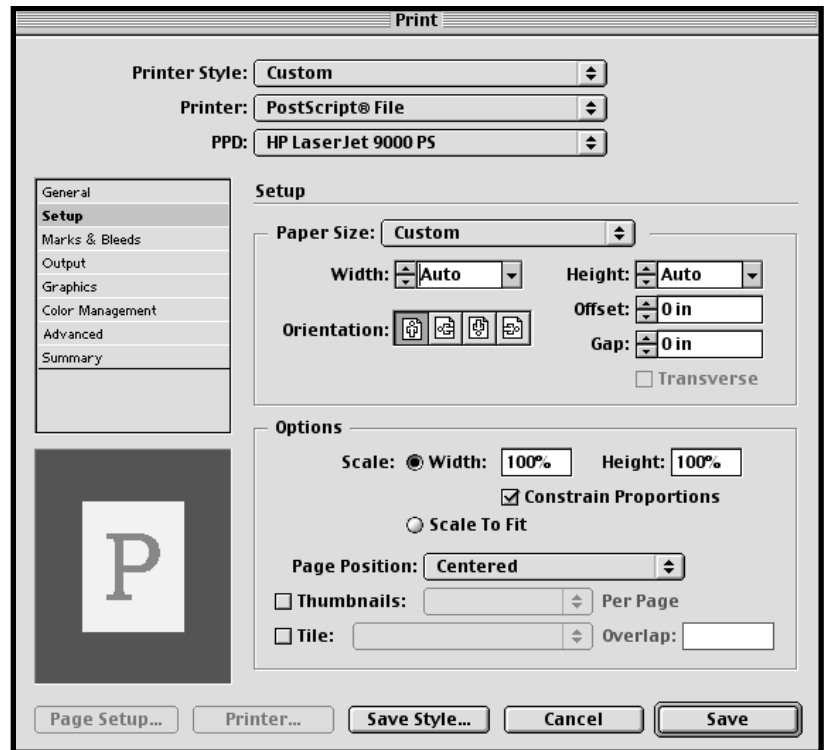 Print
Printer Style: Custom
Printer: PostScript® File
PPD: HP LaserJet 9000 PS
General
Setup
Marks & Bleeds
Output
Graphics
Color Management
Advanced
Summary
Setup
Paper Size: Custom
Width: Auto Height: Auto
Orientation: Offset: 0 in
Gap: 0 in
Transverse
Options
Scale: Width: 100% Height: 100%
Constrain Proportions
Scale To Fit
Page Position: Centered
Thumbnails: Per Page
Tile: Overlap:
P
Page Setup... Printer... Save Style... Cancel Save